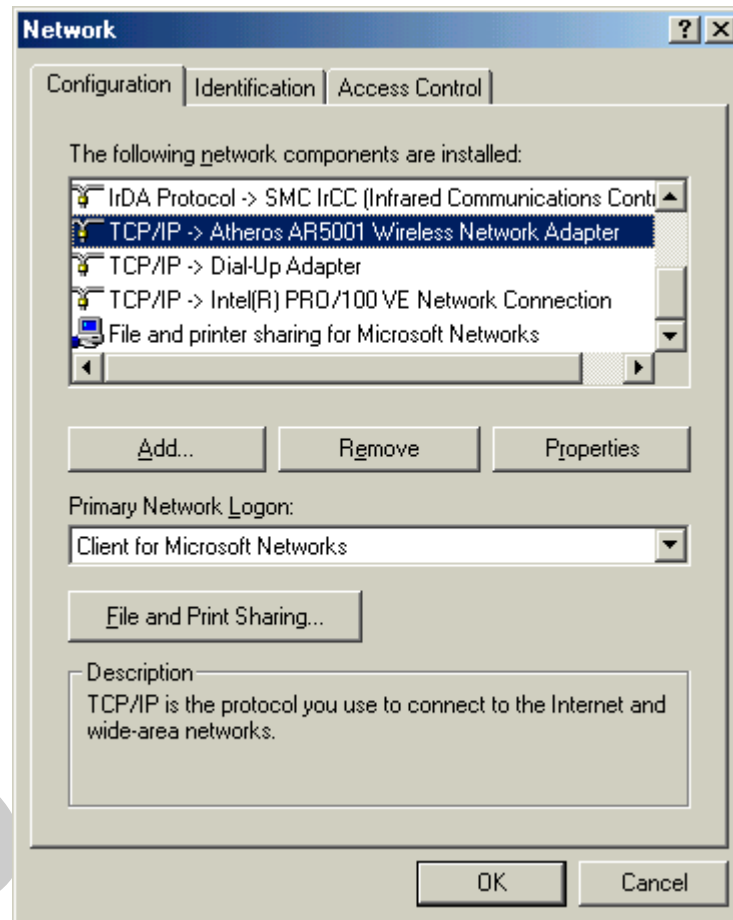 Network
Configuration Identification Access Control
The following network components are installed:
IrDA Protocol -> SMC IrCC (Infrared Communications Contr
TCP/IP -> Atheros AR5001 Wireless Network Adapter
TCP/IP -> Dial-Up Adapter
TCP/IP -> Intel(R) PRO/100 VE Network Connection
File and printer sharing for Microsoft Networks
Add... Remove Properties
Primary Network Logon:
Client for Microsoft Networks
File and Print Sharing...
Description
TCP/IP is the protocol you use to connect to the Internet and
wide-area networks.
OK Cancel